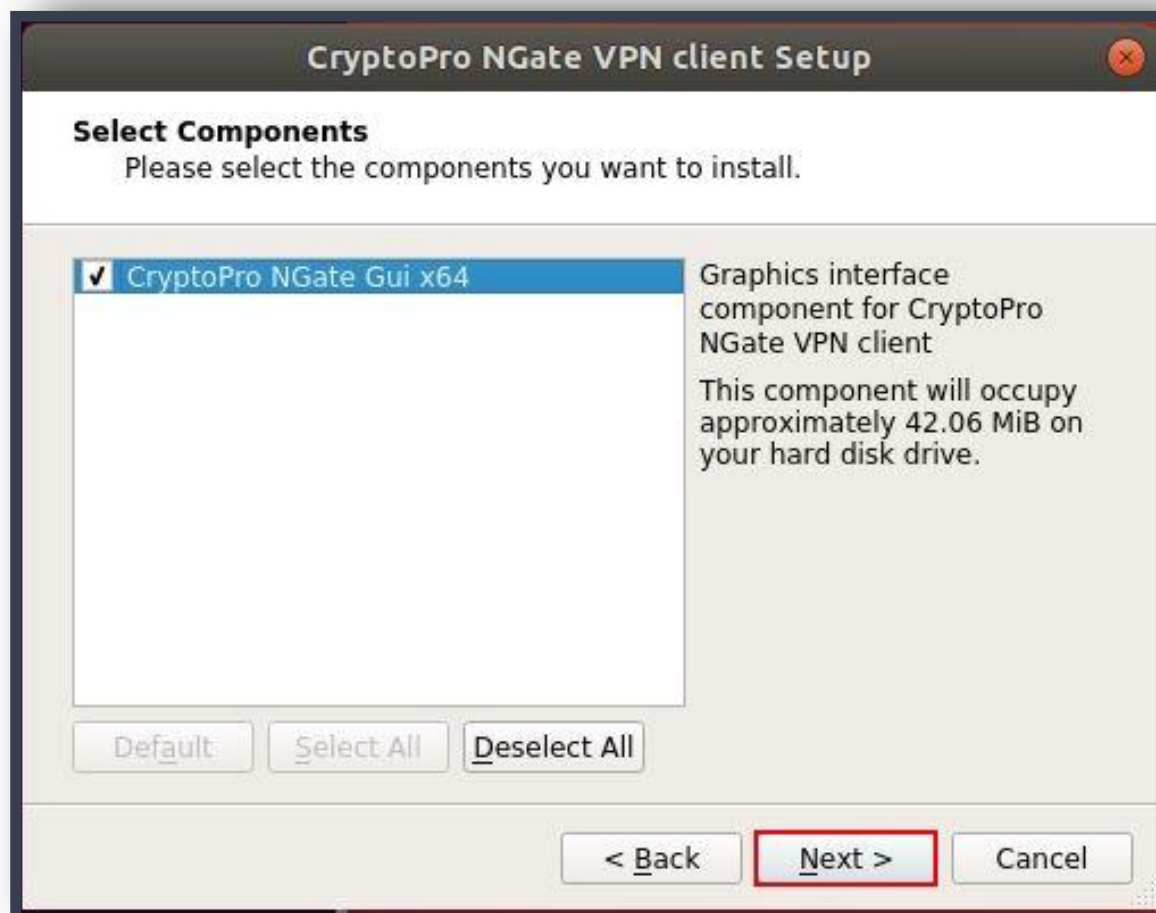 CryptoPro NGate VPN client Setup
Select Components
Please select the components you want to install.
CryptoPro NGate Gui x64
Graphics interface
component for CryptoPro
NGate VPN client
This component will occupy
approximately 42.06 MiB on
your hard disk drive.
Default
Select All
Deselect All
< Back
Next >
Cancel